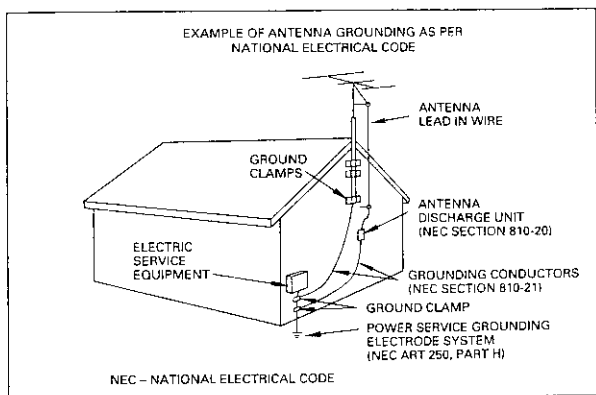 EXAMPLE OF ANTENNA GROUNDING AS PER
NATIONAL ELECTRICAL CODE
ANTENNA
LEAD IN WIRE
GROUND
CLAMPS
ANTENNA
DISCHARGE UNIT
(NEC SECTION 810-20)
ELECTRIC
SERVICE
EQUIPMENT
GROUNDING CONDUCTORS
(NEC SECTION 810-21)
GROUND CLAMP
POWER SERVICE GROUNDING
ELECTRODE SYSTEM
(NEC ART 250, PART H)
NEC – NATIONAL ELECTRICAL CODE